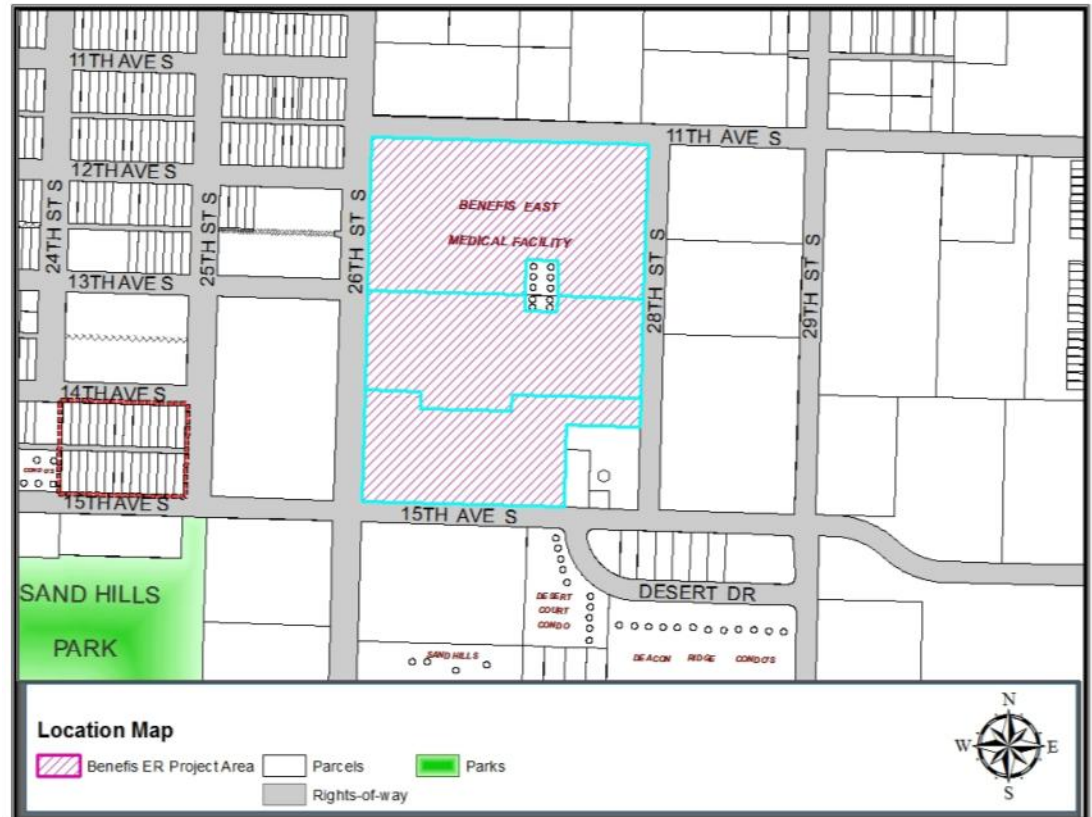 11TH AVE S
11TH AVE S
12TH AVE S
24TH ST S
25TH ST S
26TH ST S
BENEFIS EAST
MEDICAL FACILITY
28TH ST S
29TH ST S
13TH AVE S
14TH AVE S
CONDO'S
15TH AVE S
15TH AVE S
SAND HILLS
PARK
DESERT DR
DESERT
COURT
CONDO
SAND HILLS
DEACON RIDGE CONDO'S
Location Map
Benefis ER Project Area
Parcels
Parks
Rights-of-way
N
W
E
S